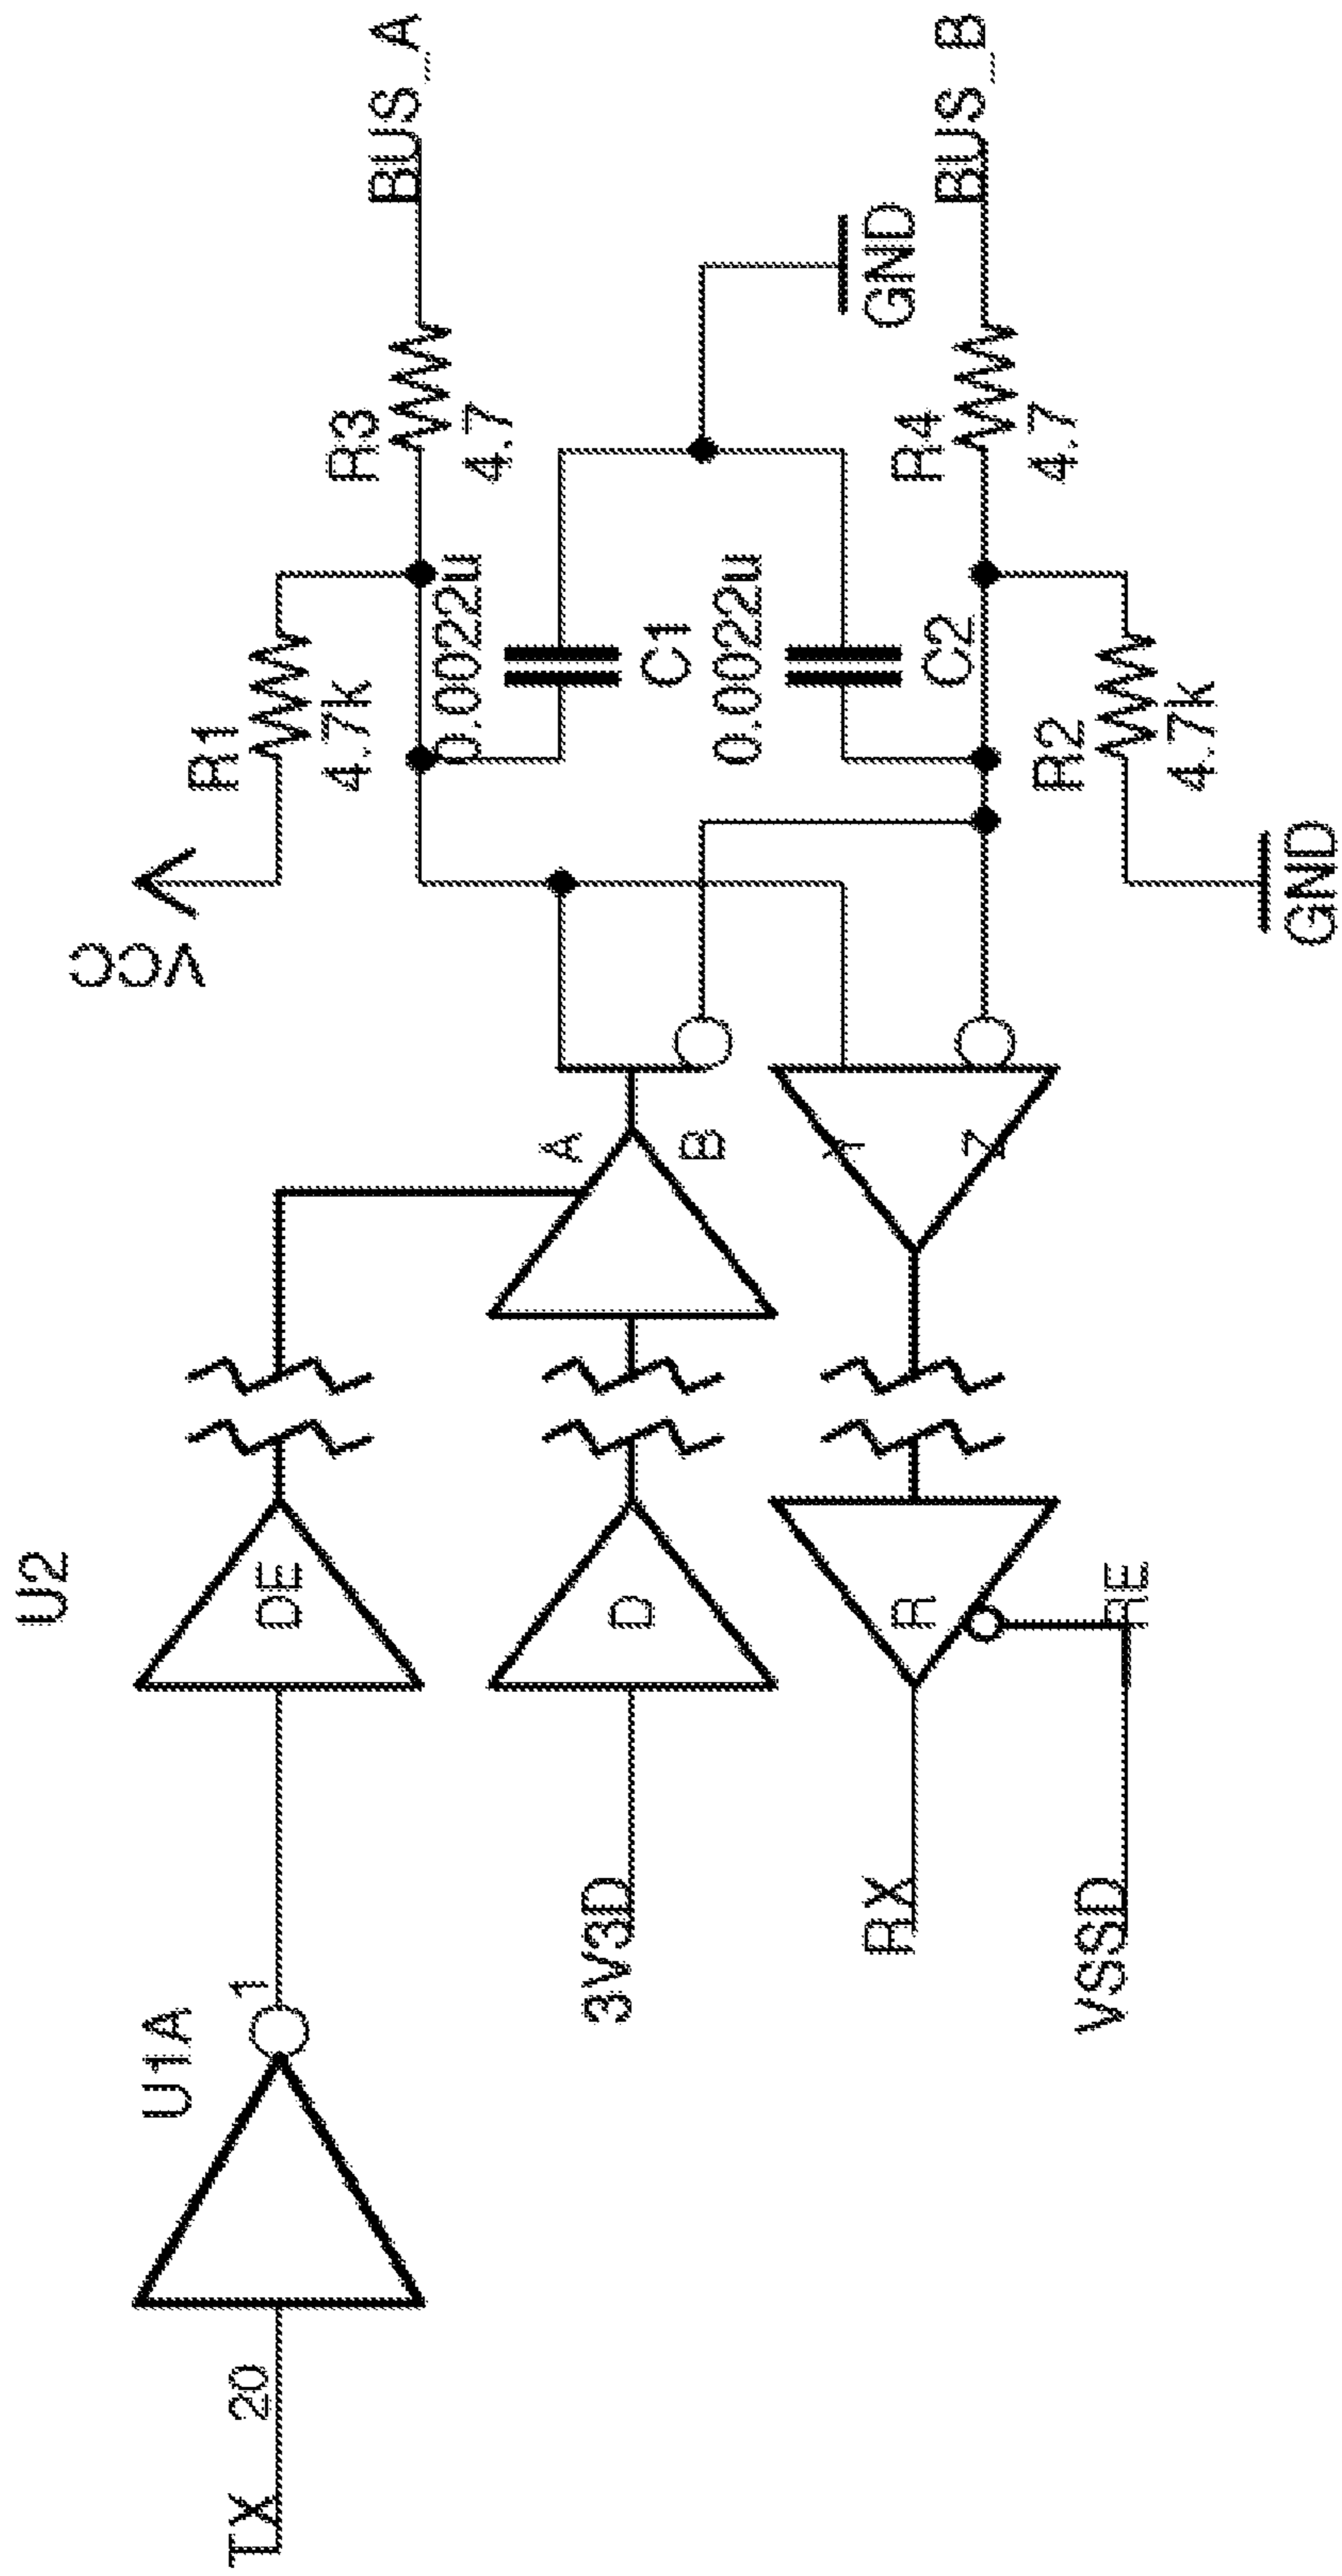 U2
VCC
R1
4.7k
BUS_A
R3
4.7
TX
20
U1A
1
DE
0.0022u
C1
3V3D
D
A
B
0.0022u
C2
GND
RX
R
Y
Z
BUS_B
R4
4.7
VSSD
RE
R2
4.7k
GND